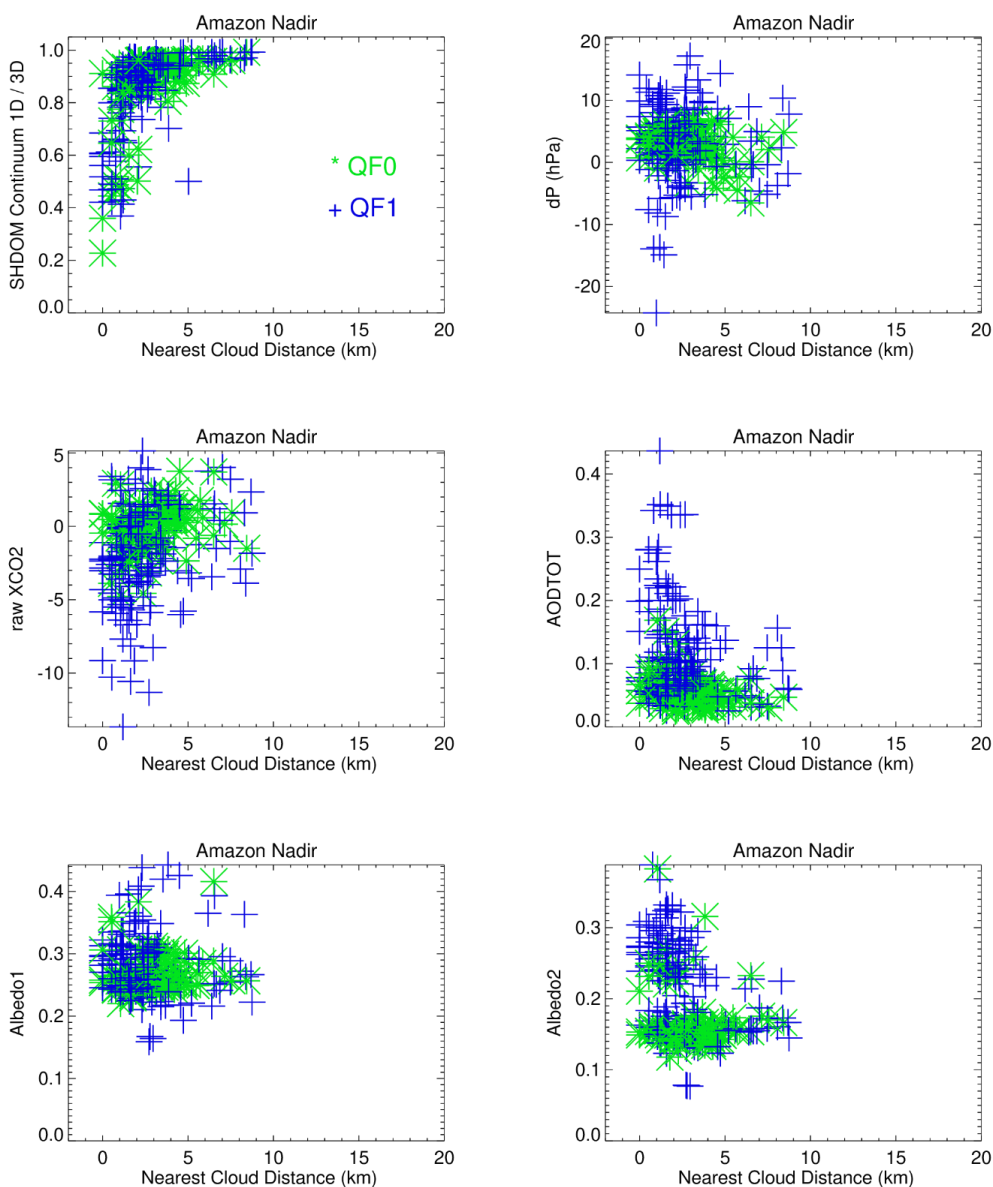 Amazon Nadir
SHDOM Continuum 1D / 3D
1.0
0.8
0.6
0.4
0.2
0.0
* QF0
+ QF1
0 5 10 15 20
Nearest Cloud Distance (km)
Amazon Nadir
dP (hPa)
20
10
0
-10
-20
0 5 10 15 20
Nearest Cloud Distance (km)
Amazon Nadir
raw XCO2
5
0
-5
-10
0 5 10 15 20
Nearest Cloud Distance (km)
Amazon Nadir
AODTOT
0.4
0.3
0.2
0.1
0.0
0 5 10 15 20
Nearest Cloud Distance (km)
Amazon Nadir
Albedo1
0.4
0.3
0.2
0.1
0.0
0 5 10 15 20
Nearest Cloud Distance (km)
Amazon Nadir
Albedo2
0.3
0.2
0.1
0.0
0 5 10 15 20
Nearest Cloud Distance (km)